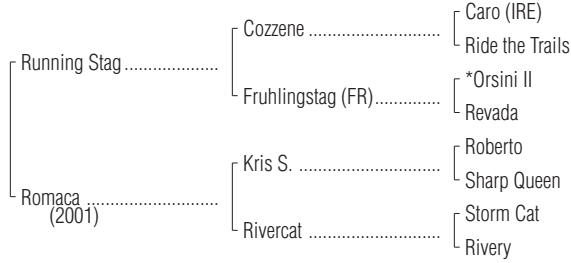 Caro (IRE)
Cozzene ..............................
Ride the Trails
Running Stag.....................
*Orsini II
Fruhlingstag (FR)..............
Revada
Roberto
Kris S. ................................
Sharp Queen
Romaca .............................
(2001)
Storm Cat
Rivercat ..............................
Rivery